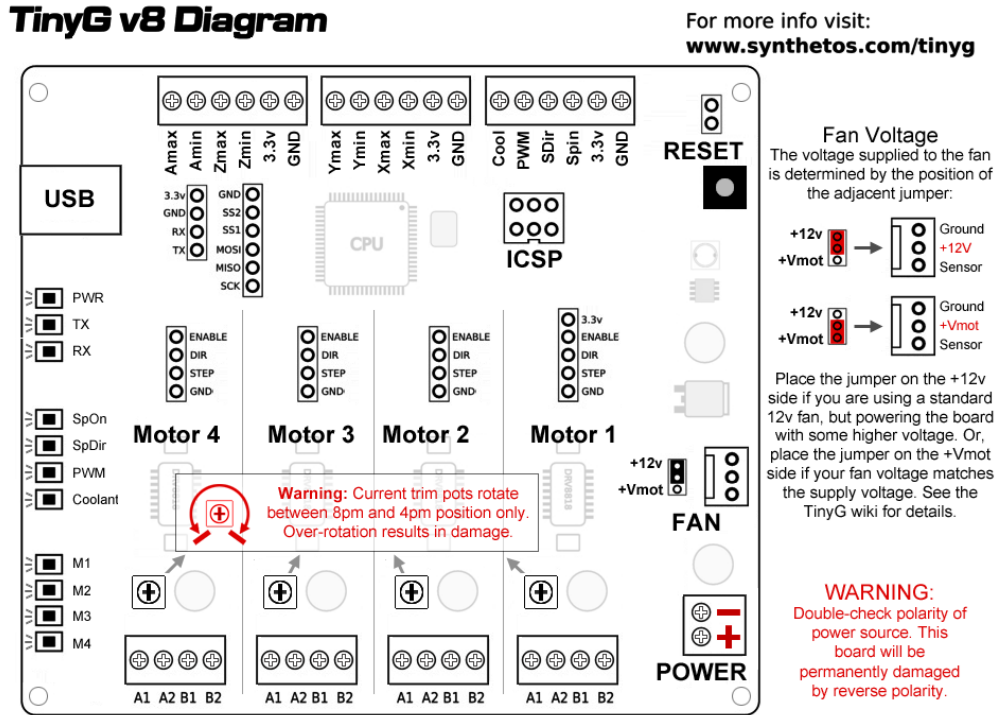 TinyG v8 Diagram
For more info visit:
www.synthetos.com/tinyg
Amax Amin Zmax Zmin 3.3v GND
Ymax Ymin Xmax Xmin 3.3v GND
Cool PWM SDir Spin 3.3v GND
RESET
USB
3.3v
GND
RX
TX
GND
SS2
SS1
MOSI
MISO
SCK
CPU
ICSP
PWR
TX
RX
SpOn
SpDir
PWM
Coolant
M1
M2
M3
M4
ENABLE
DIR
STEP
GND
Motor 4
ENABLE
DIR
STEP
GND
Motor 3
ENABLE
DIR
STEP
GND
Motor 2
3.3v
ENABLE
DIR
STEP
GND
Motor 1
DRV8818
DRV8818
Warning: Current trim pots rotate
between 8pm and 4pm position only.
Over-rotation results in damage.
A1 A2 B1 B2
A1 A2 B1 B2
A1 A2 B1 B2
A1 A2 B1 B2
+12v
+Vmot
FAN
POWER
Fan Voltage
The voltage supplied to the fan
is determined by the position of
the adjacent jumper:
+12v
+Vmot
Ground
+12V
Sensor
+12v
+Vmot
Ground
+Vmot
Sensor
Place the jumper on the +12v
side if you are using a standard
12v fan, but powering the board
with some higher voltage. Or,
place the jumper on the +Vmot
side if your fan voltage matches
the supply voltage. See the
TinyG wiki for details.
WARNING:
Double-check polarity of
power source. This
board will be
permanently damaged
by reverse polarity.